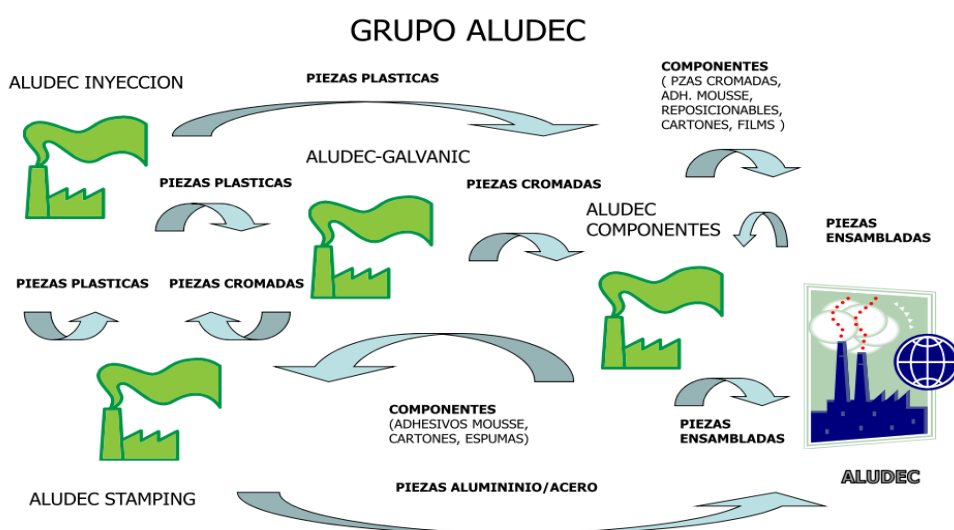 GRUPO ALUDEC
ALUDEC INYECCION
PIEZAS PLASTICAS
COMPONENTES
( PZAS CROMADAS,
ADH. MOUSSE,
REPOSICIONABLES,
CARTONES, FILMS )
ALUDEC-GALVANIC
PIEZAS PLASTICAS
PIEZAS CROMADAS
ALUDEC
COMPONENTES
PIEZAS
ENSAMBLADAS
PIEZAS PLASTICAS
PIEZAS CROMADAS
COMPONENTES
(ADHESIVOS MOUSSE,
CARTONES, ESPUMAS)
PIEZAS
ENSAMBLADAS
ALUDEC
ALUDEC STAMPING
PIEZAS ALUMININIO/ACERO